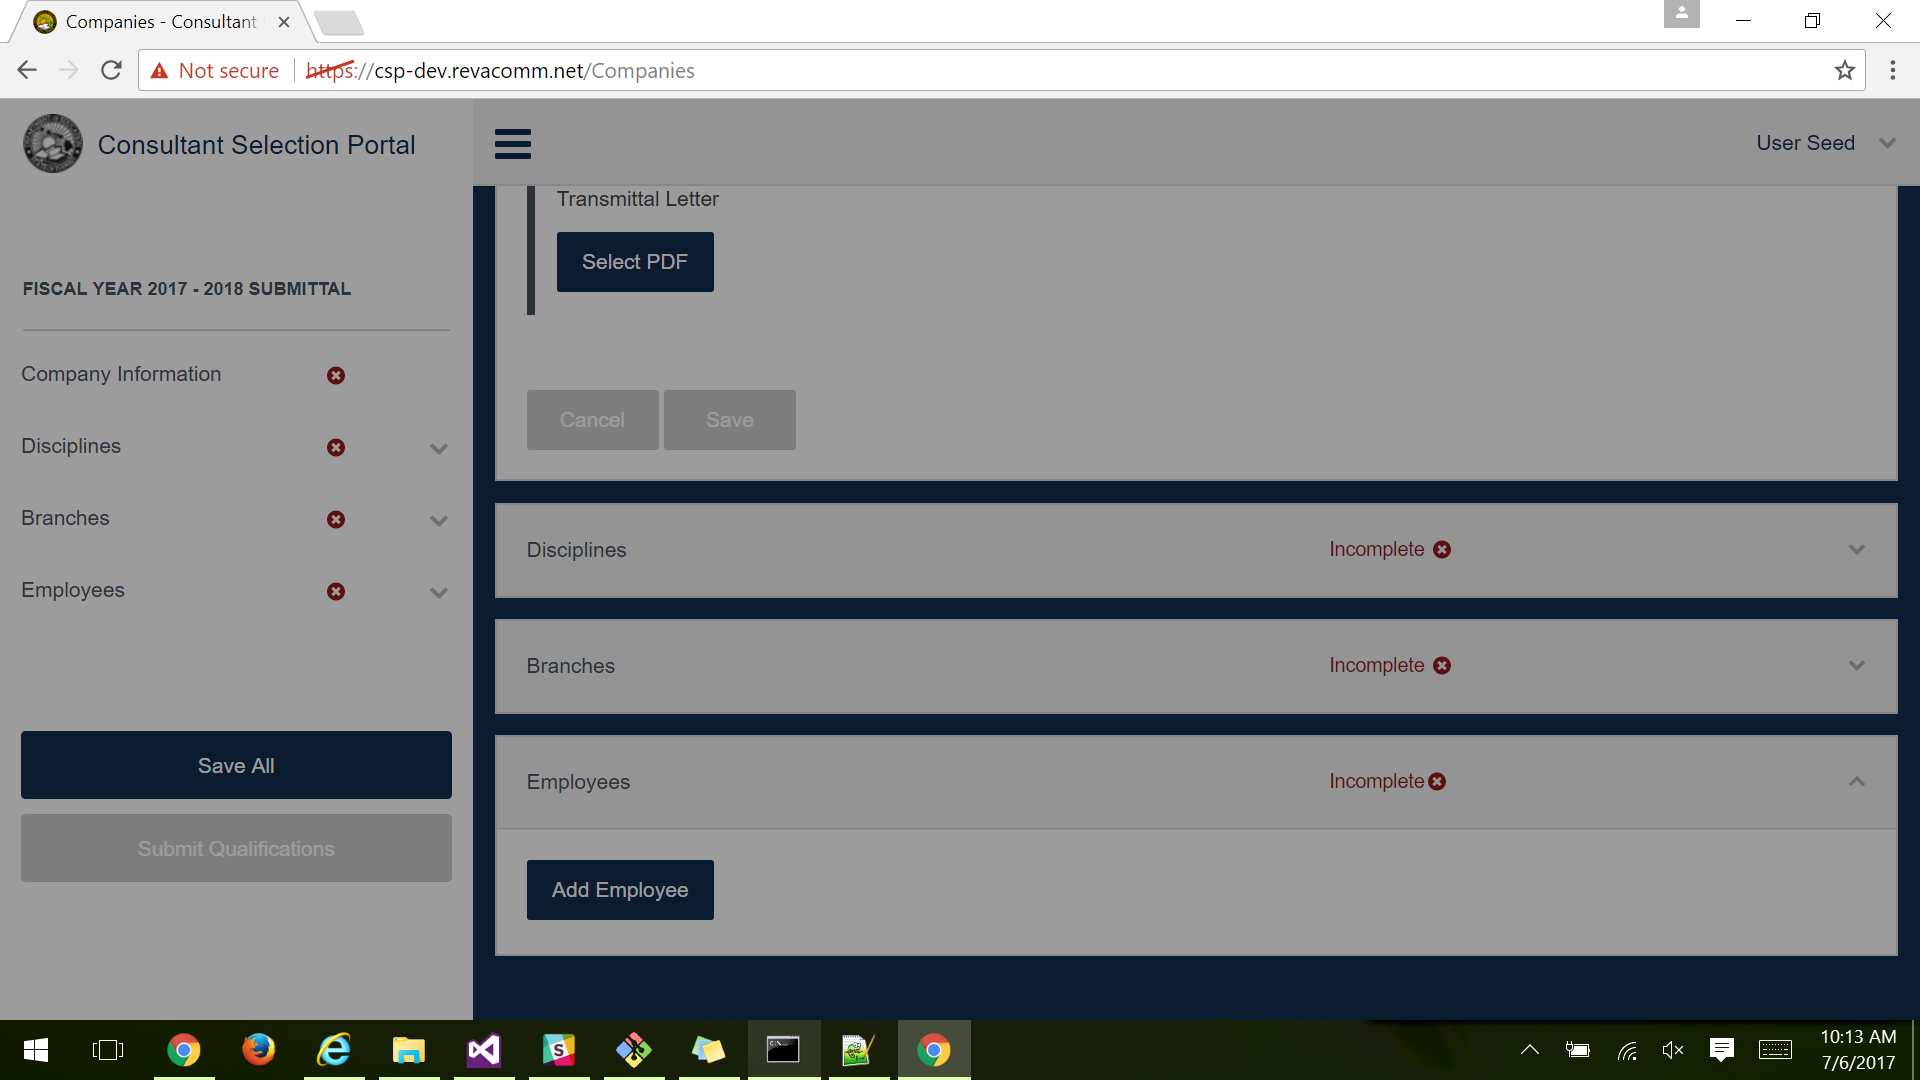 Companies - Consultant
Not secure
https://csp-dev.revacomm.net/Companies
Consultant Selection Portal
User Seed
FISCAL YEAR 2017 - 2018 SUBMITTAL
Company Information
Disciplines
Branches
Employees
Save All
Submit Qualifications
Transmittal Letter
Select PDF
Cancel
Save
Disciplines
Incomplete
Branches
Incomplete
Employees
Incomplete
Add Employee
10:13 AM
7/6/2017